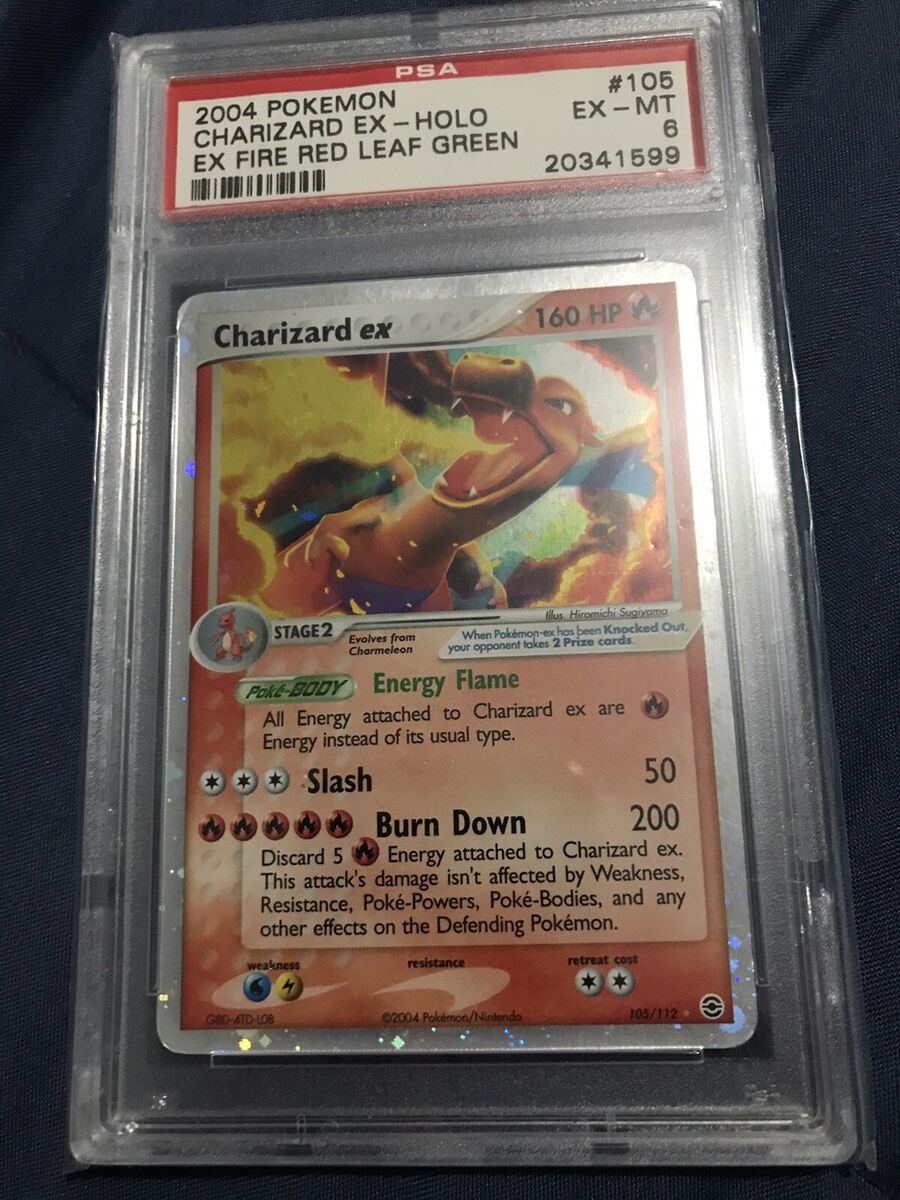 PSA
2004 POKEMON #105
CHARIZARD EX-HOLO EX-MT
EX FIRE RED LEAF GREEN 6
20341599
Charizard ex 160 HP
Illus. Hiromichi Sugiyama
STAGE2 Evolves from Charmeleon
When Pokémon-ex has been Knocked Out,
your opponent takes 2 Prize cards.
Poké-BODY Energy Flame
All Energy attached to Charizard ex are
Energy instead of its usual type.
Slash 50
Burn Down 200
Discard 5 Energy attached to Charizard ex.
This attack's damage isn't affected by Weakness,
Resistance, Poké-Powers, Poké-Bodies, and any
other effects on the Defending Pokémon.
weakness resistance retreat cost
GBD-4TD-L0B ©2004 Pokémon/Nintendo 105/112